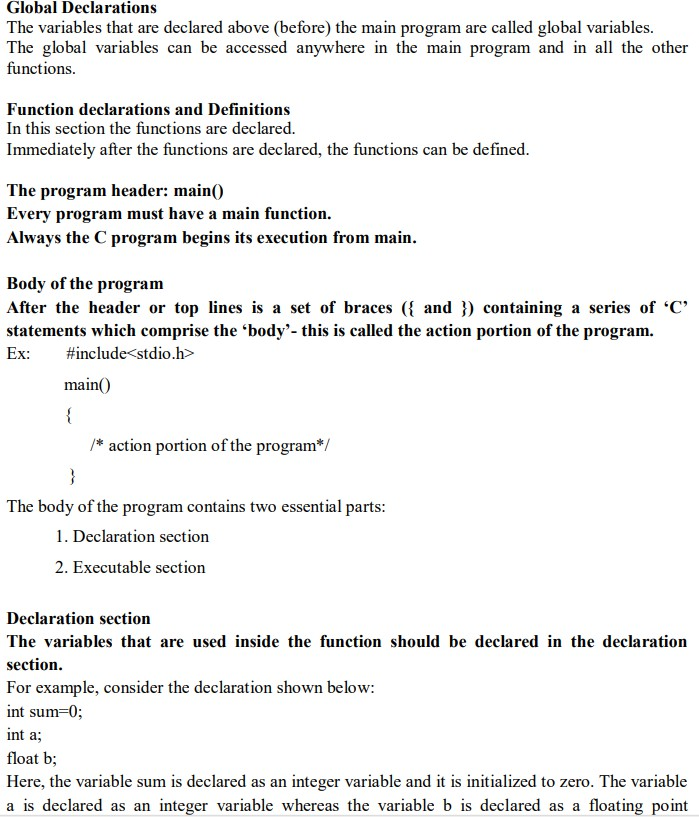 Global Declarations
The variables that are declared above (before) the main program are called global variables.
The global variables can be accessed anywhere in the main program and in all the other
functions.
Function declarations and Definitions
In this section the functions are declared.
Immediately after the functions are declared, the functions can be defined.
The program header: main()
Every program must have a main function.
Always the C program begins its execution from main.
Body of the program
After the header or top lines is a set of braces ({ and }) containing a series of ‘C’
statements which comprise the ‘body’- this is called the action portion of the program.
Ex: #include<stdio.h>
main()
{
/* action portion of the program*/
}
The body of the program contains two essential parts:
1. Declaration section
2. Executable section
Declaration section
The variables that are used inside the function should be declared in the declaration
section.
For example, consider the declaration shown below:
int sum=0;
int a;
float b;
Here, the variable sum is declared as an integer variable and it is initialized to zero. The variable
a is declared as an integer variable whereas the variable b is declared as a floating point